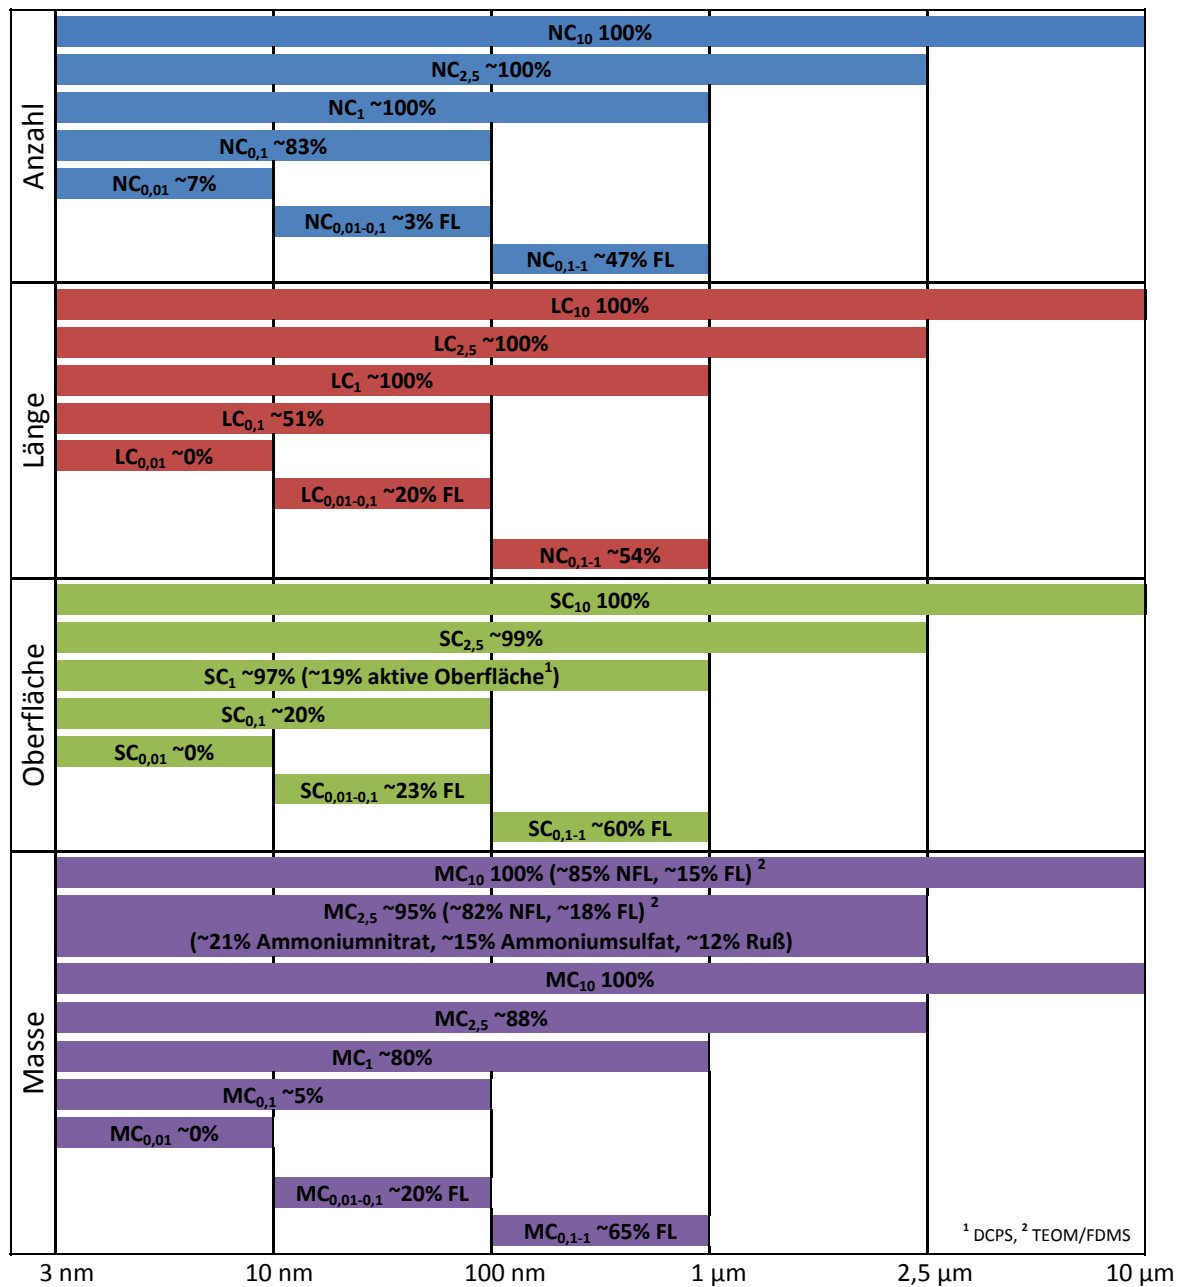 Anzahl
NC10 100%
NC2,5 ~100%
NC1 ~100%
NC0,1 ~83%
NC0,01 ~7%
NC0,01-0,1 ~3% FL
NC0,1-1 ~47% FL
Länge
LC10 100%
LC2,5 ~100%
LC1 ~100%
LC0,1 ~51%
LC0,01 ~0%
LC0,01-0,1 ~20% FL
NC0,1-1 ~54%
Oberfläche
SC10 100%
SC2,5 ~99%
SC1 ~97% (~19% aktive Oberfläche1)
SC0,1 ~20%
SC0,01 ~0%
SC0,01-0,1 ~23% FL
SC0,1-1 ~60% FL
Masse
MC10 100% (~85% NFL, ~15% FL) 2
MC2,5 ~95% (~82% NFL, ~18% FL) 2
(~21% Ammoniumnitrat, ~15% Ammoniumsulfat, ~12% Ruß)
MC10 100%
MC2,5 ~88%
MC1 ~80%
MC0,1 ~5%
MC0,01 ~0%
MC0,01-0,1 ~20% FL
MC0,1-1 ~65% FL
1 DCPS, 2 TEOM/FDMS
3 nm 10 nm 100 nm 1 µm 2,5 µm 10 µm